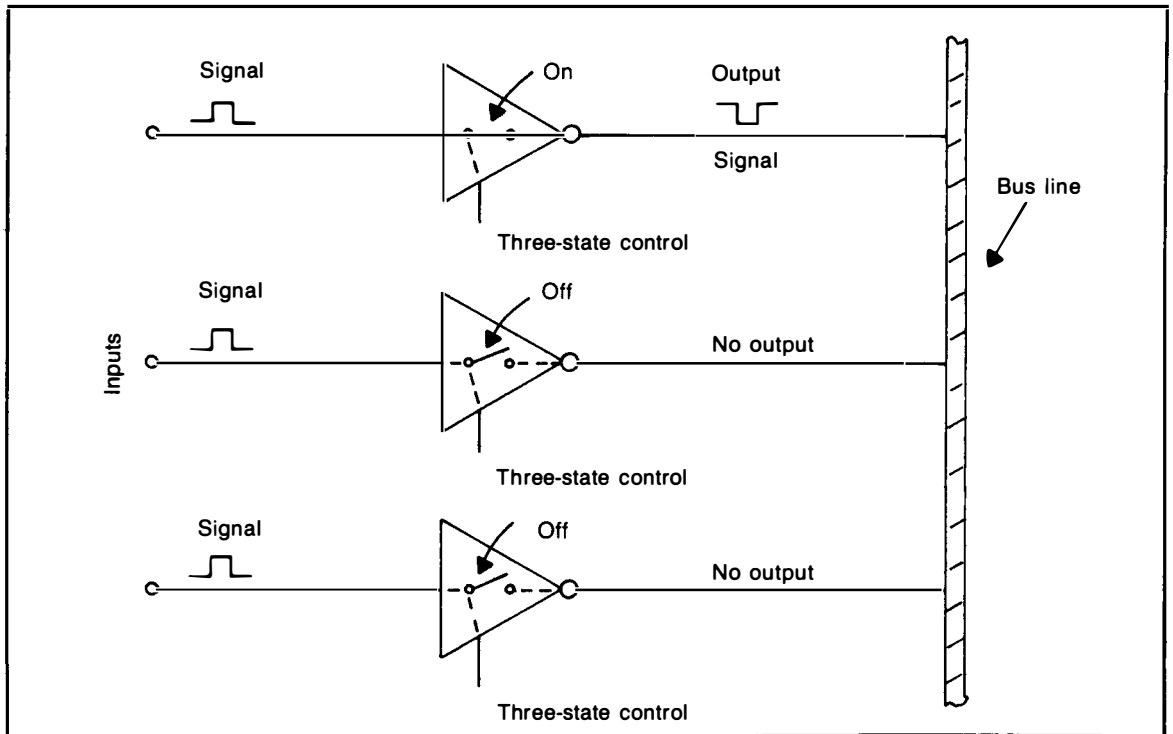 Signal
On
Output
Signal
Three-state control
Bus line
Signal
Off
No output
Inputs
Three-state control
Signal
Off
No output
Three-state control